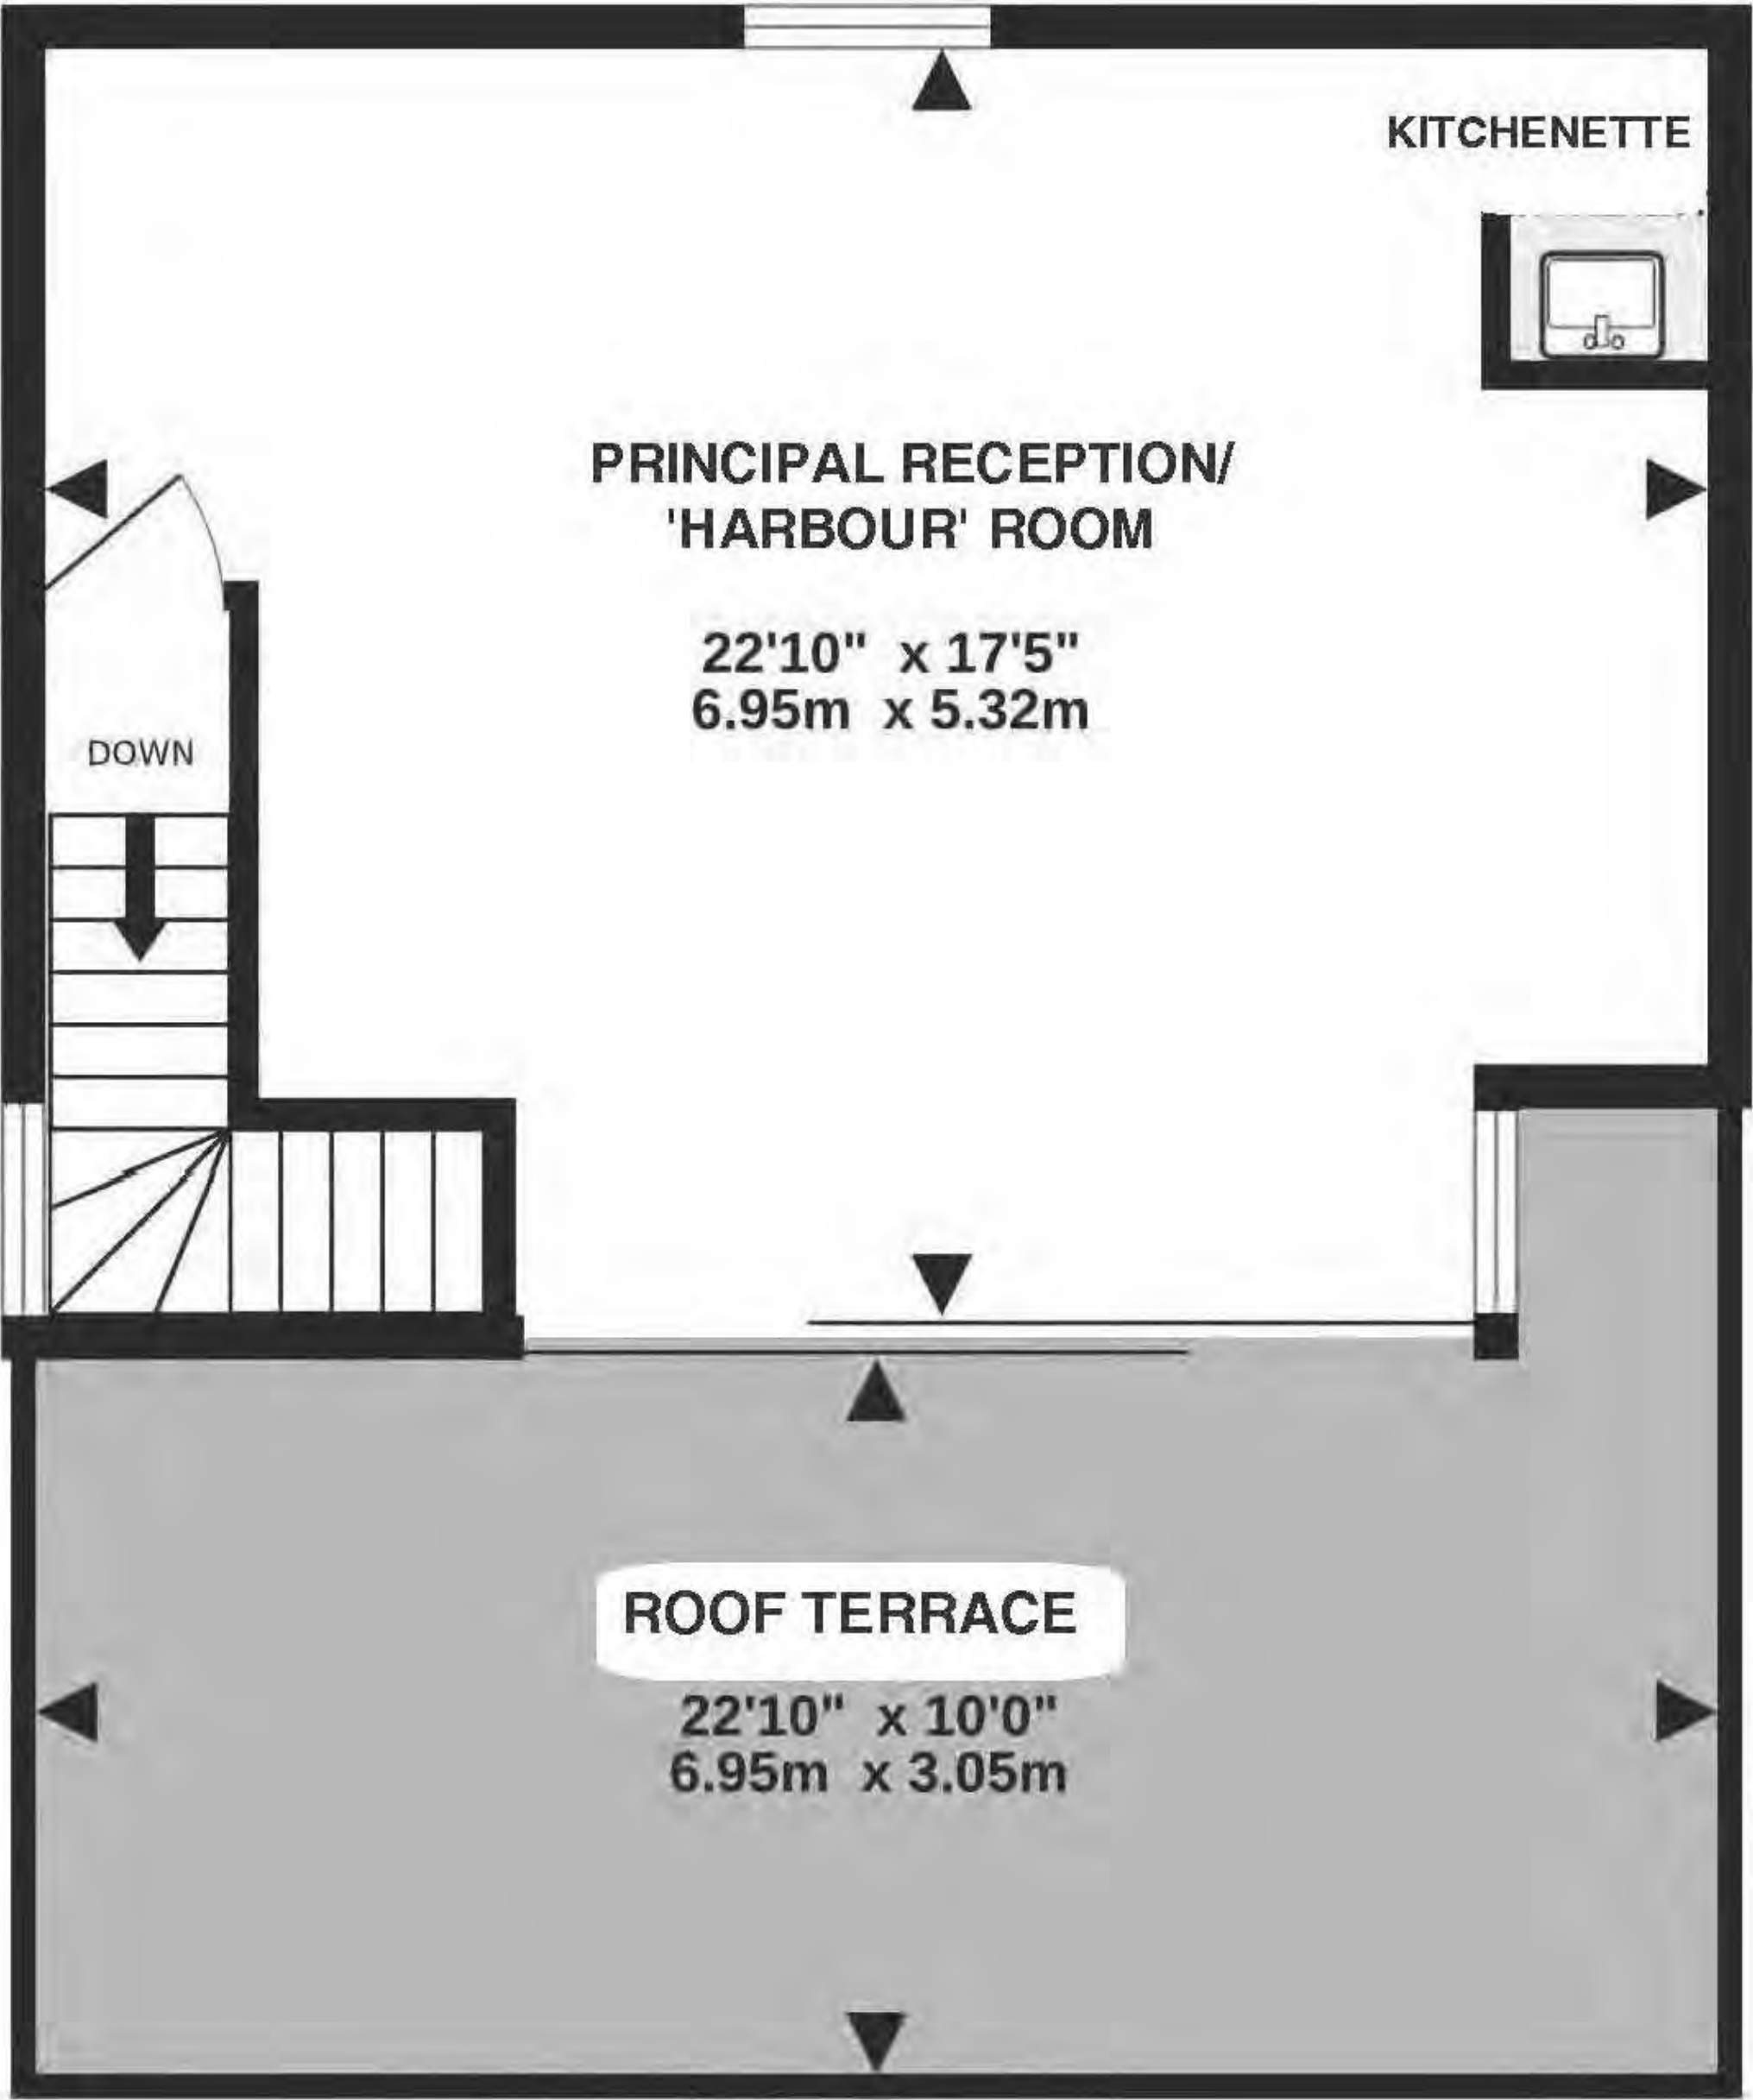 KITCHENETTE
PRINCIPAL RECEPTION/
'HARBOUR' ROOM
22'10" x 17'5"
6.95m x 5.32m
DOWN
ROOF TERRACE
22'10" x 10'0"
6.95m x 3.05m